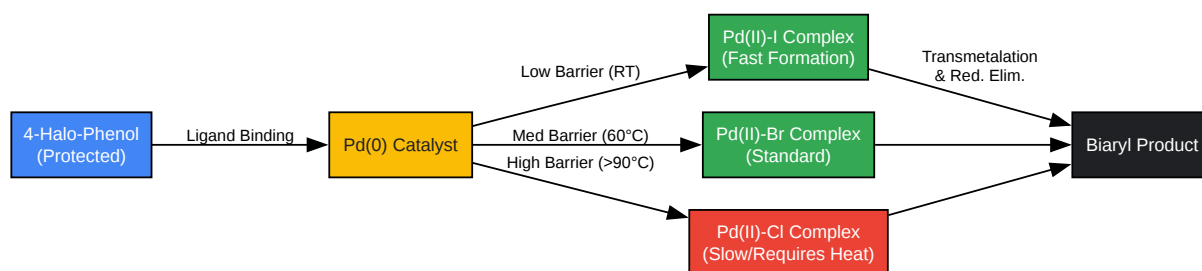 4-Halo-Phenol
(Protected)
Ligand Binding
Pd(0) Catalyst
Low Barrier (RT)
Med Barrier (60°C)
High Barrier (>90°C)
Pd(II)-I Complex
(Fast Formation)
Pd(II)-Br Complex
(Standard)
Pd(II)-Cl Complex
(Slow/Requires Heat)
Transmetalation
& Red. Elim.
Biaryl Product